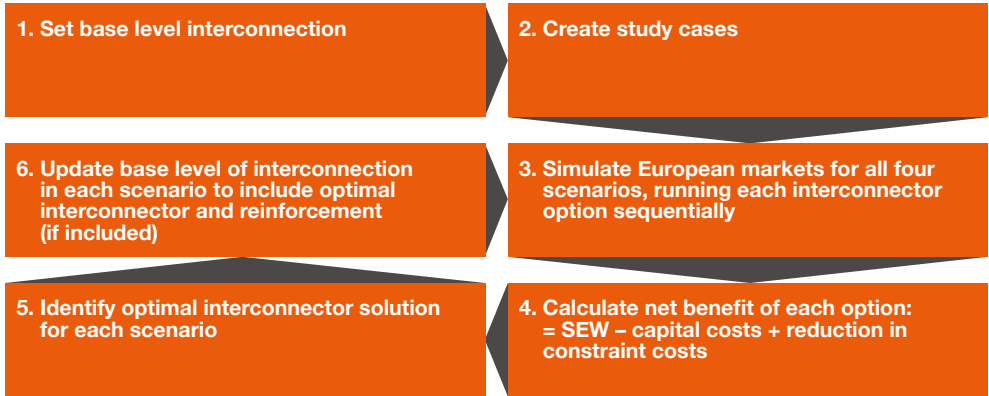 1. Set base level interconnection
2. Create study cases
6. Update base level of interconnection
in each scenario to include optimal
interconnector and reinforcement
(if included)
3. Simulate European markets for all four
scenarios, running each interconnector
option sequentially
5. Identify optimal interconnector solution
for each scenario
4. Calculate net benefit of each option:
= SEW – capital costs + reduction in
constraint costs